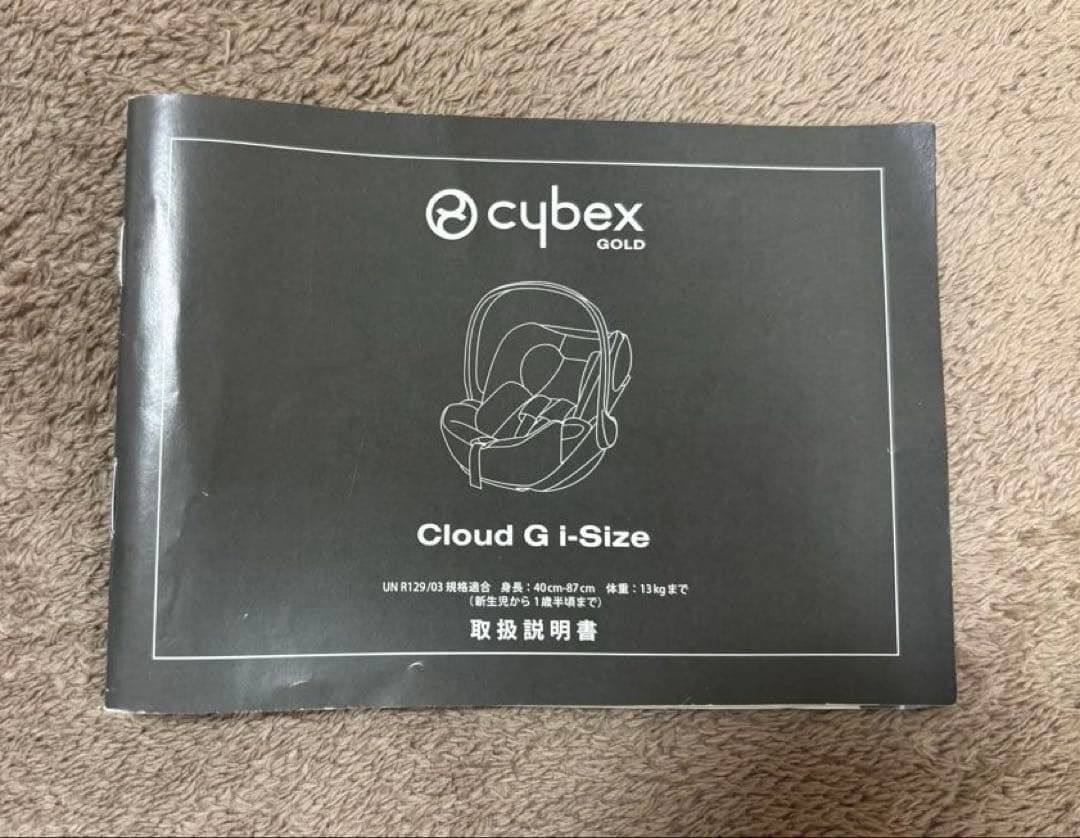 cybex
GOLD
Cloud G i-Size
UN R129/03 規格適合 身長：40cm-87cm 体重：13kgまで
（新生児から1歳半頃まで）
取扱説明書